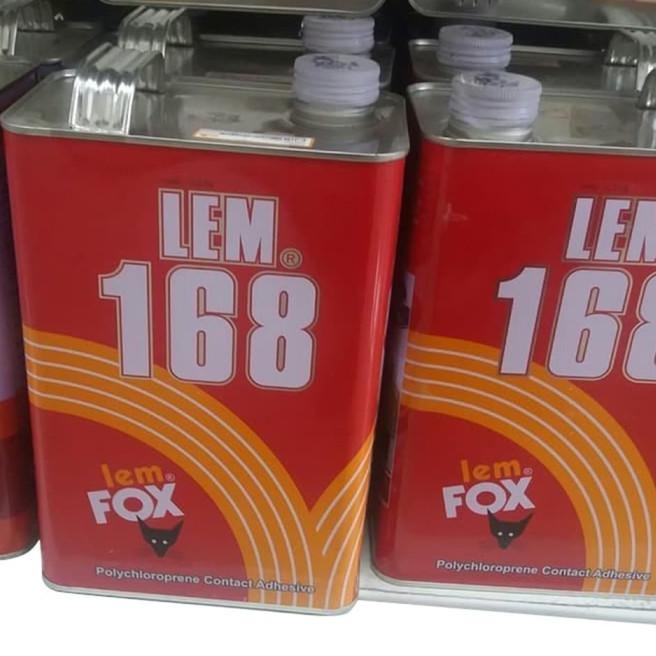 LEM®
168
lem®
FOX
Polychloroprene Contact Adhesive
LEM
168
lem®
FOX
Polychloroprene Contact Adhesive